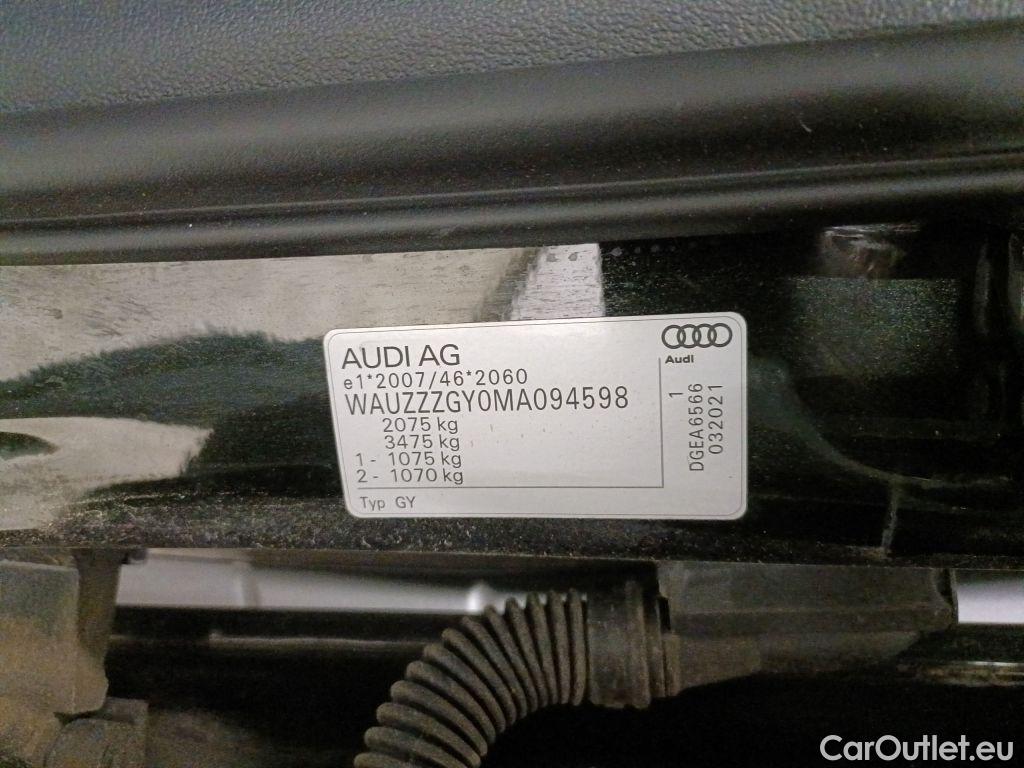 AUDI AG
e1*2007/46*2060
WAUZZZGY0MA094598
2075 kg
3475 kg
1 - 1075 kg
2 - 1070 kg
Typ GY
Audi
1
DGEA6566
032021
CarOutlet.eu